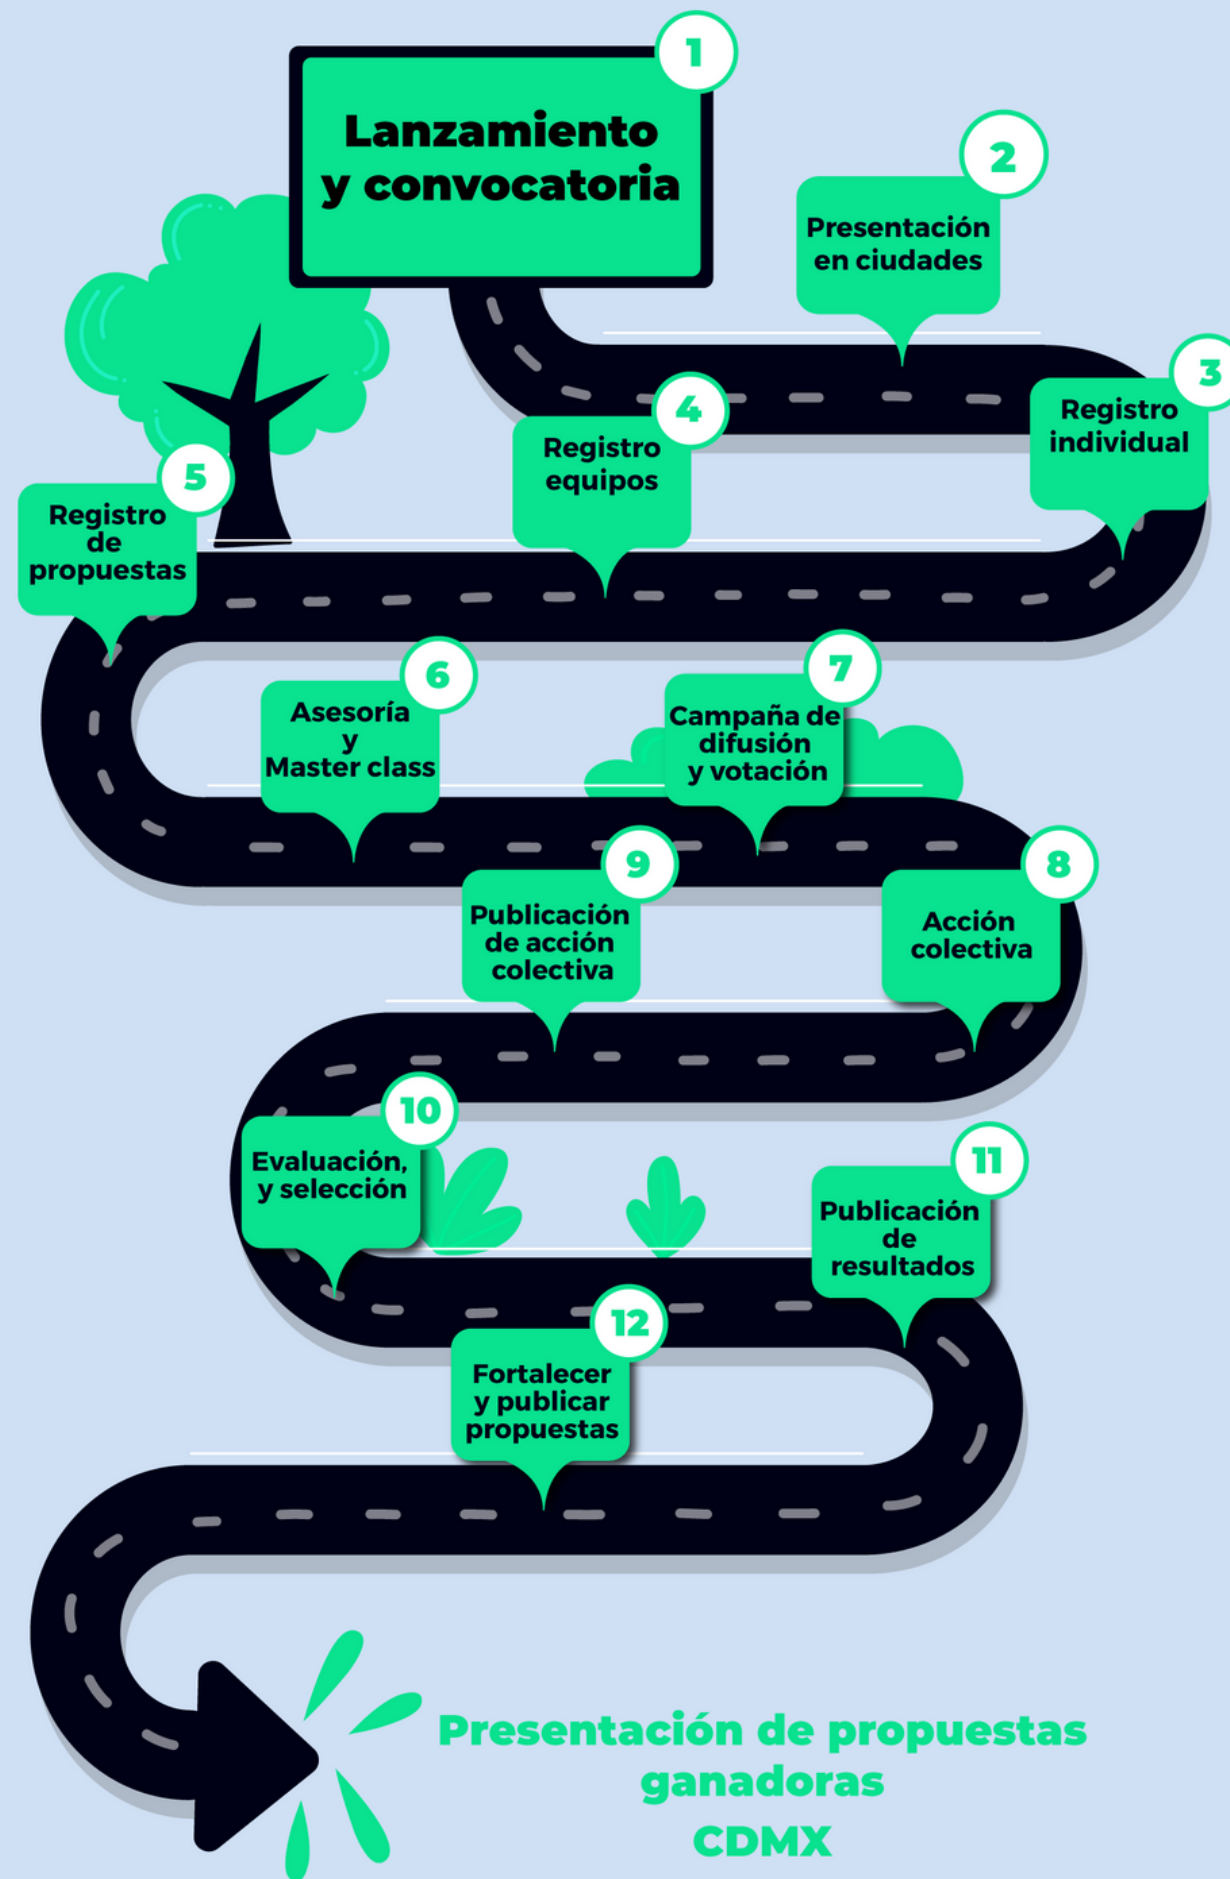 1
Lanzamiento
y convocatoria
2
Presentación
en ciudades
3
Registro
individual
4
Registro
equipos
5
Registro
de
propuestas
6
Asesoría
y
Master class
7
Campaña de
difusión
y votación
8
Acción
colectiva
9
Publicación
de acción
colectiva
10
Evaluación,
y selección
11
Publicación
de
resultados
12
Fortalecer
y publicar
propuestas
Presentación de propuestas
ganadoras
CDMX